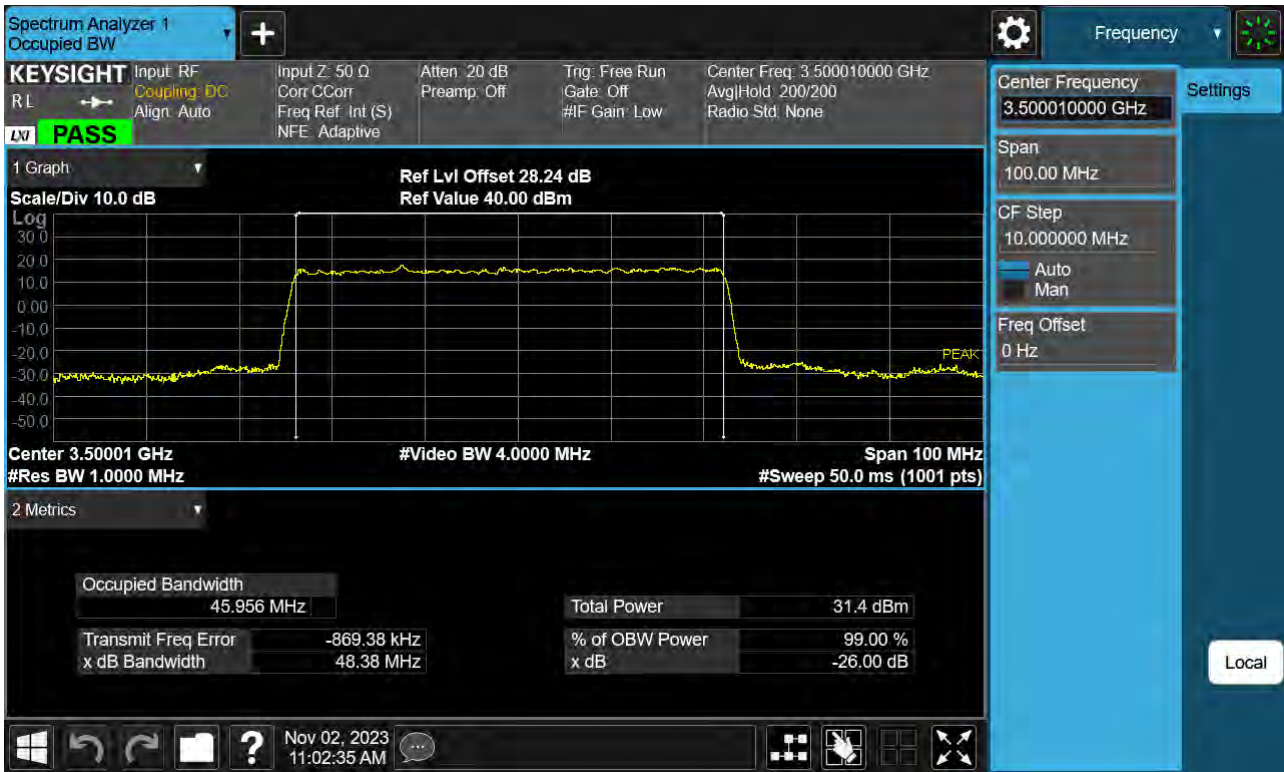 Spectrum Analyzer 1
Occupied BW
+
Frequency
KEYSIGHT
R L
LXI PASS
Input: RF
Coupling: DC
Align: Auto
Input Z: 50 Ω
Corr CCorr
Freq Ref: Int (S)
NFE: Adaptive
Atten: 20 dB
Preamp: Off
Trig: Free Run
Gate: Off
#IF Gain: Low
Center Freq: 3.500010000 GHz
Avg|Hold: 200/200
Radio Std: None
Center Frequency
3.500010000 GHz
Settings
Span
100.00 MHz
CF Step
10.000000 MHz
Auto
Man
Freq Offset
0 Hz
1 Graph
Scale/Div 10.0 dB
Ref Lvl Offset 28.24 dB
Ref Value 40.00 dBm
Log
30.0
20.0
10.0
0.00
-10.0
-20.0
-30.0
-40.0
-50.0
PEAK
Center 3.50001 GHz
#Video BW 4.0000 MHz
Span 100 MHz
#Res BW 1.0000 MHz
#Sweep 50.0 ms (1001 pts)
2 Metrics
Occupied Bandwidth
45.956 MHz
Total Power 31.4 dBm
Transmit Freq Error -869.38 kHz
% of OBW Power 99.00 %
x dB Bandwidth 48.38 MHz
x dB -26.00 dB
Local
?
Nov 02, 2023
11:02:35 AM